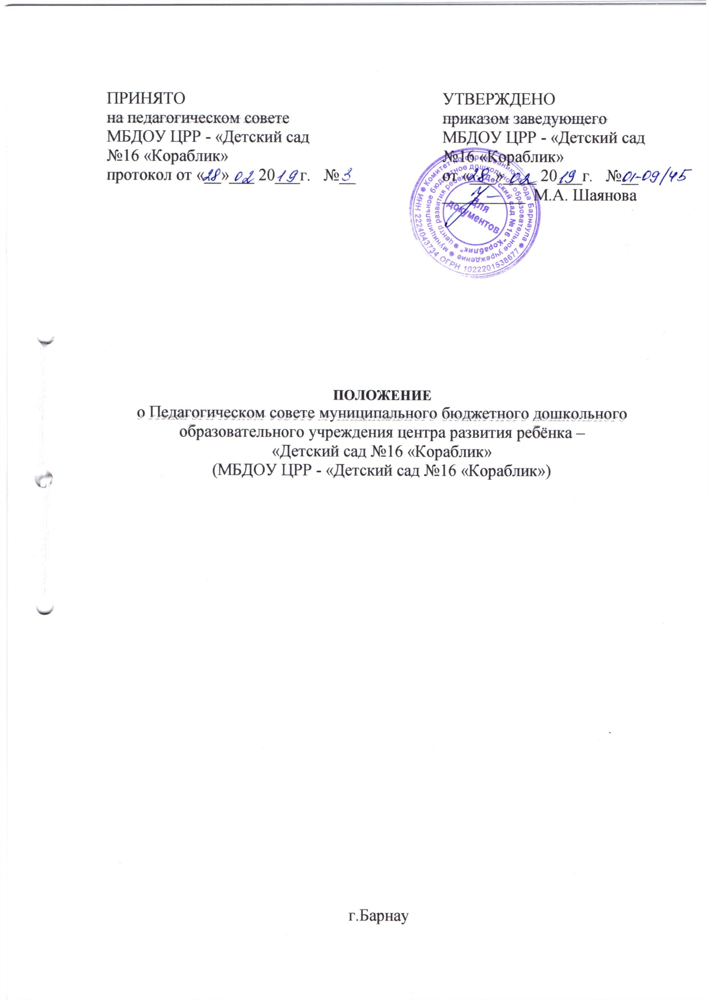 ПРИНЯТО
на педагогическом совете
МБДОУ ЦРР - «Детский сад
№16 «Кораблик»
протокол от «28» 02 2019г. №3
УТВЕРЖДЕНО
приказом заведующего
МБДОУ ЦРР - «Детский сад
№16 «Кораблик»
от «28» 02 2019г. №01-09/45
М.А. Шаянова
Комитет по образованию города Барнаула
ИНН 2224043734 ОГРН 1022201538677
муниципальное бюджетное дошкольное образовательное учреждение
центр развития ребенка - "Детский сад №16 "Кораблик"
Для
документов
ПОЛОЖЕНИЕ
о Педагогическом совете муниципального бюджетного дошкольного
образовательного учреждения центра развития ребёнка –
«Детский сад №16 «Кораблик»
(МБДОУ ЦРР - «Детский сад №16 «Кораблик»)
г.Барнау